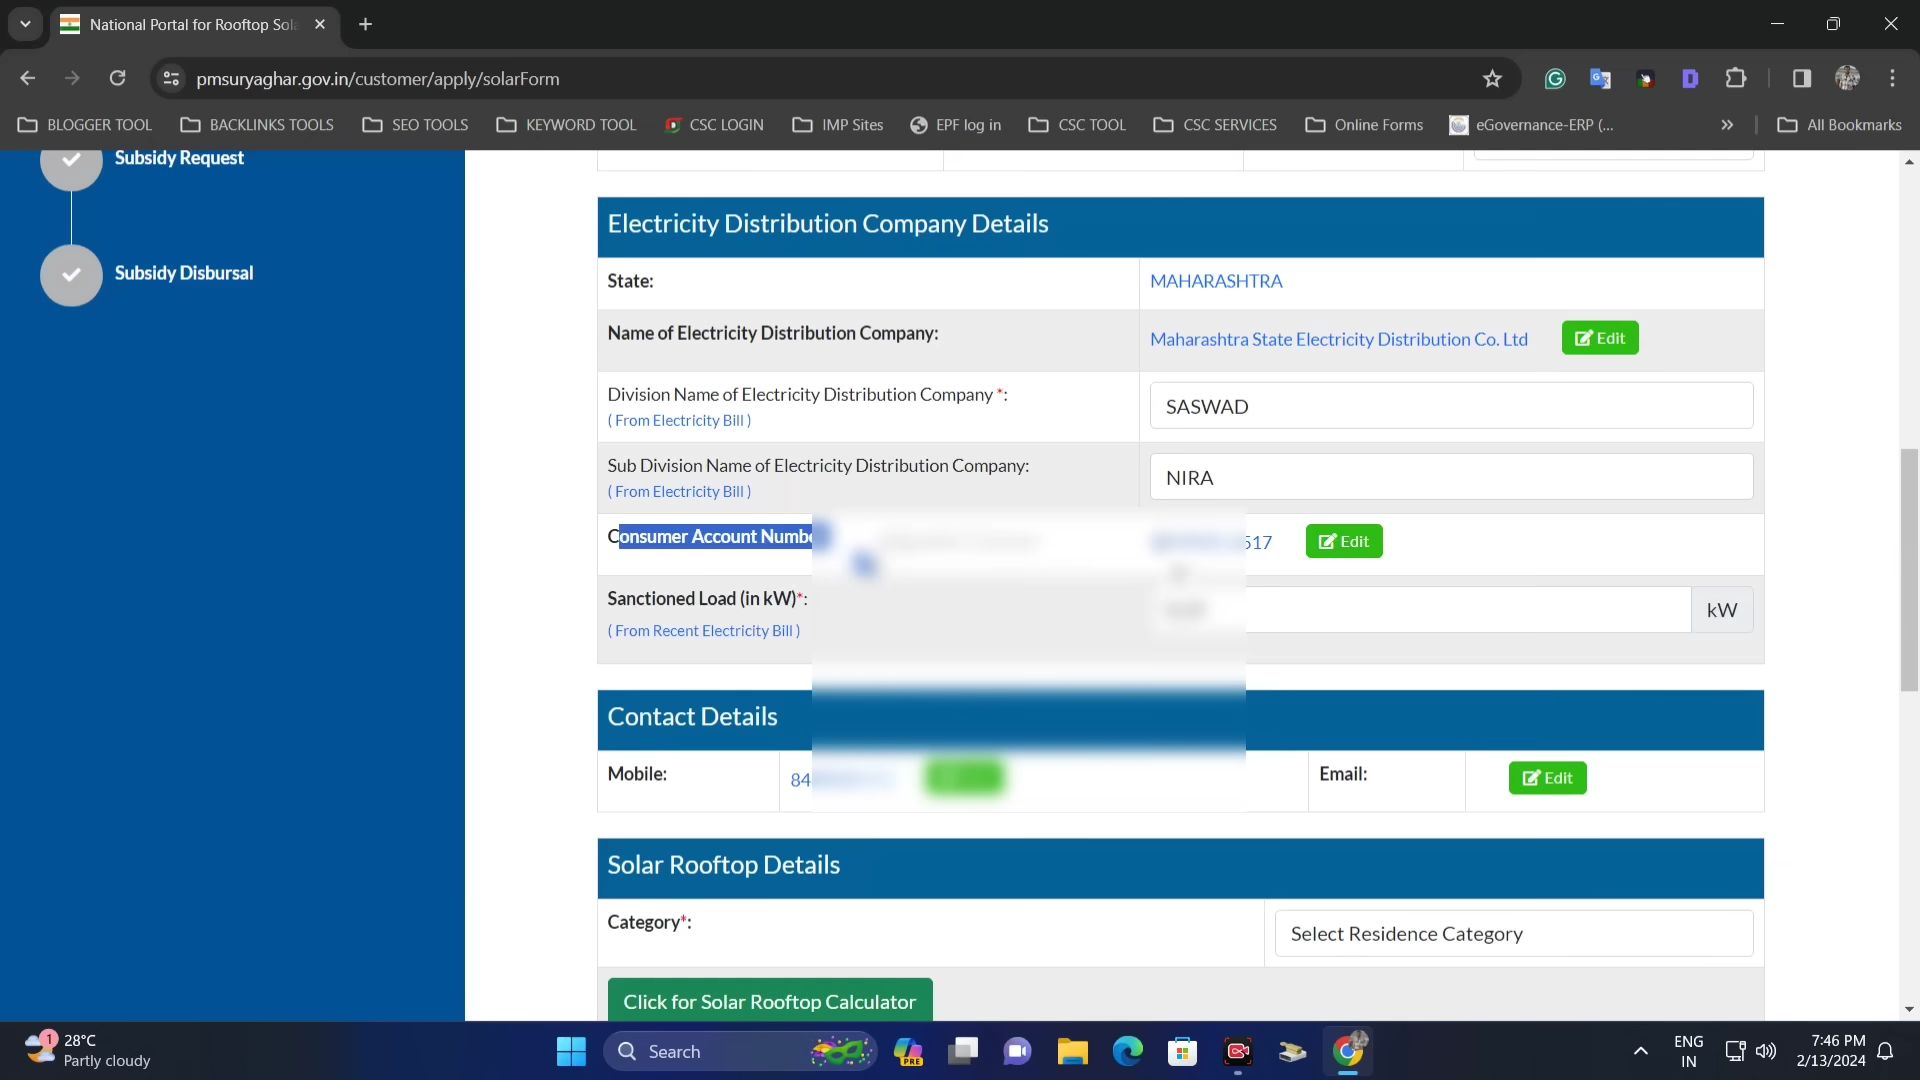 National Portal for Rooftop Sola
pmsuryaghar.gov.in/customer/apply/solarForm
BLOGGER TOOL
BACKLINKS TOOLS
SEO TOOLS
KEYWORD TOOL
CSC LOGIN
IMP Sites
EPF log in
CSC TOOL
CSC SERVICES
Online Forms
eGovernance-ERP (...
All Bookmarks
Subsidy Request
Subsidy Disbursal
Electricity Distribution Company Details
State:
MAHARASHTRA
Name of Electricity Distribution Company:
Maharashtra State Electricity Distribution Co. Ltd
Edit
Division Name of Electricity Distribution Company *:
( From Electricity Bill )
SASWAD
Sub Division Name of Electricity Distribution Company:
( From Electricity Bill )
NIRA
Consumer Account Numbe
517
Edit
Sanctioned Load (in kW)*:
( From Recent Electricity Bill )
kW
Contact Details
Mobile:
84
Email:
Edit
Solar Rooftop Details
Category*:
Select Residence Category
Click for Solar Rooftop Calculator
1
28°C
Partly cloudy
Search
PRE
ENG
IN
7:46 PM
2/13/2024